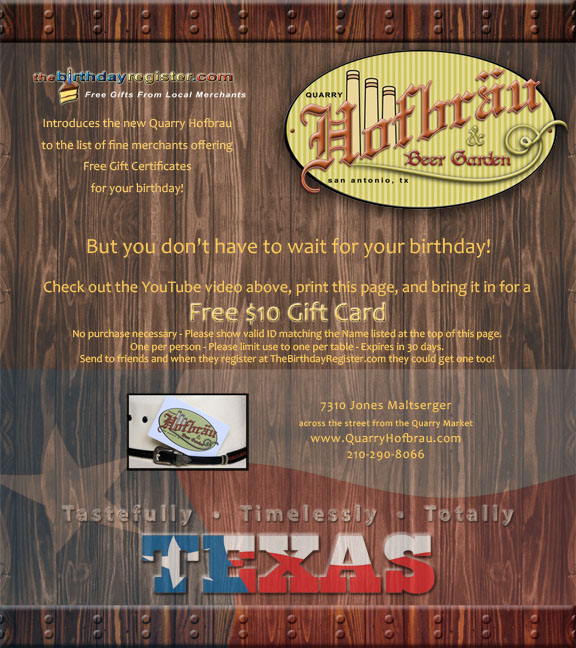 thebirthdayregister.com
Free Gifts From Local Merchants
Introduces the new Quarry Hofbrau
to the list of fine merchants offering
Free Gift Certificates
for your birthday!
QUARRY
Hofbräu
& Beer Garden
san antonio, tx
But you don't have to wait for your birthday!
Check out the YouTube video above, print this page, and bring it in for a
Free $10 Gift Card
No purchase necessary - Please show valid ID matching the Name listed at the top of this page.
One per person - Please limit use to one per table - Expires in 30 days.
Send to friends and when they register at TheBirthdayRegister.com they could get one too!
Hofbräu
7310 Jones Maltserger
across the street from the Quarry Market
www.QuarryHofbrau.com
210-290-8066
Tastefully • Timelessly • Totally
TEXAS